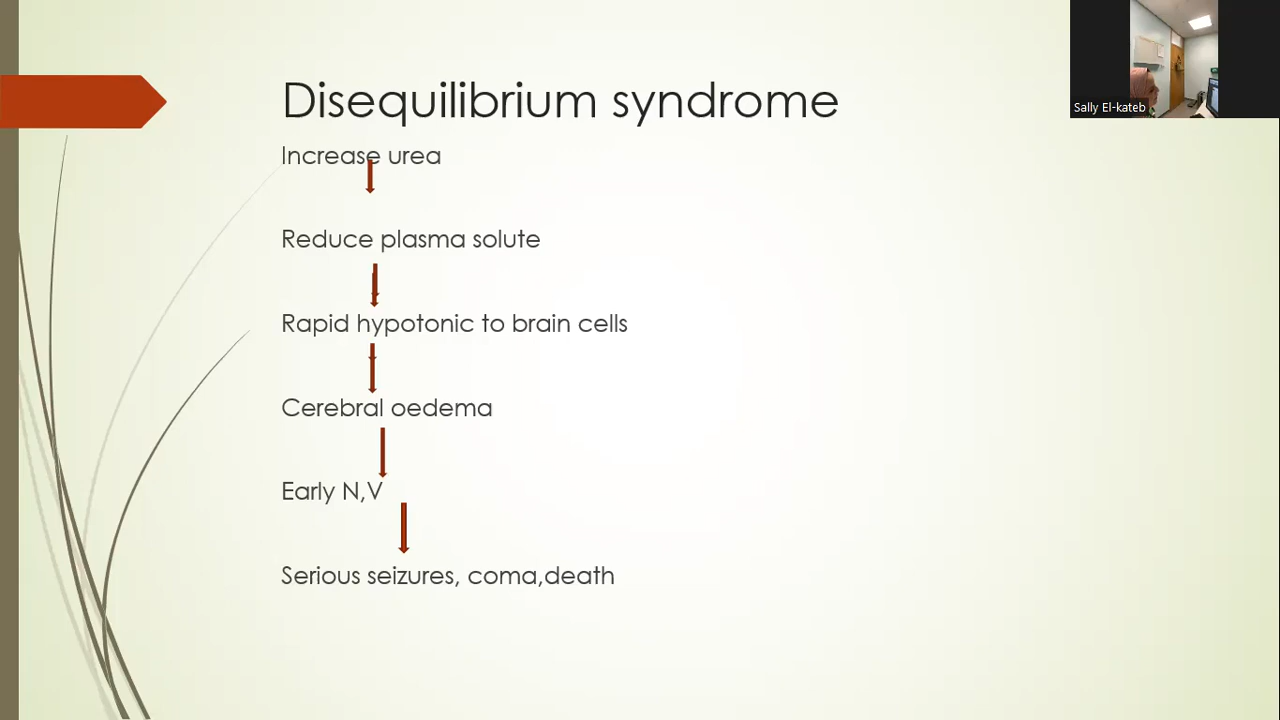 Disequilibrium syndrome
Sally El-kateb
Increase urea
Reduce plasma solute
Rapid hypotonic to brain cells
Cerebral oedema
Early N,V
Serious seizures, coma,death